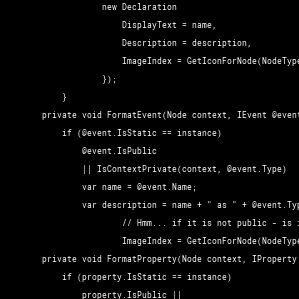 new Declaration
DisplayText = name,
Description = description,
ImageIndex = GetIconForNode(NodeType
});
}
private void FormatEvent(Node context, IEvent @event
if (@event.IsStatic == instance)
@event.IsPublic
|| IsContextPrivate(context, @event.Type)
var name = @event.Name;
var description = name + " as " + @event.Typ
// Hmm... if it is not public - is i
ImageIndex = GetIconForNode(NodeType
private void FormatProperty(Node context, IProperty
if (property.IsStatic == instance)
property.IsPublic ||